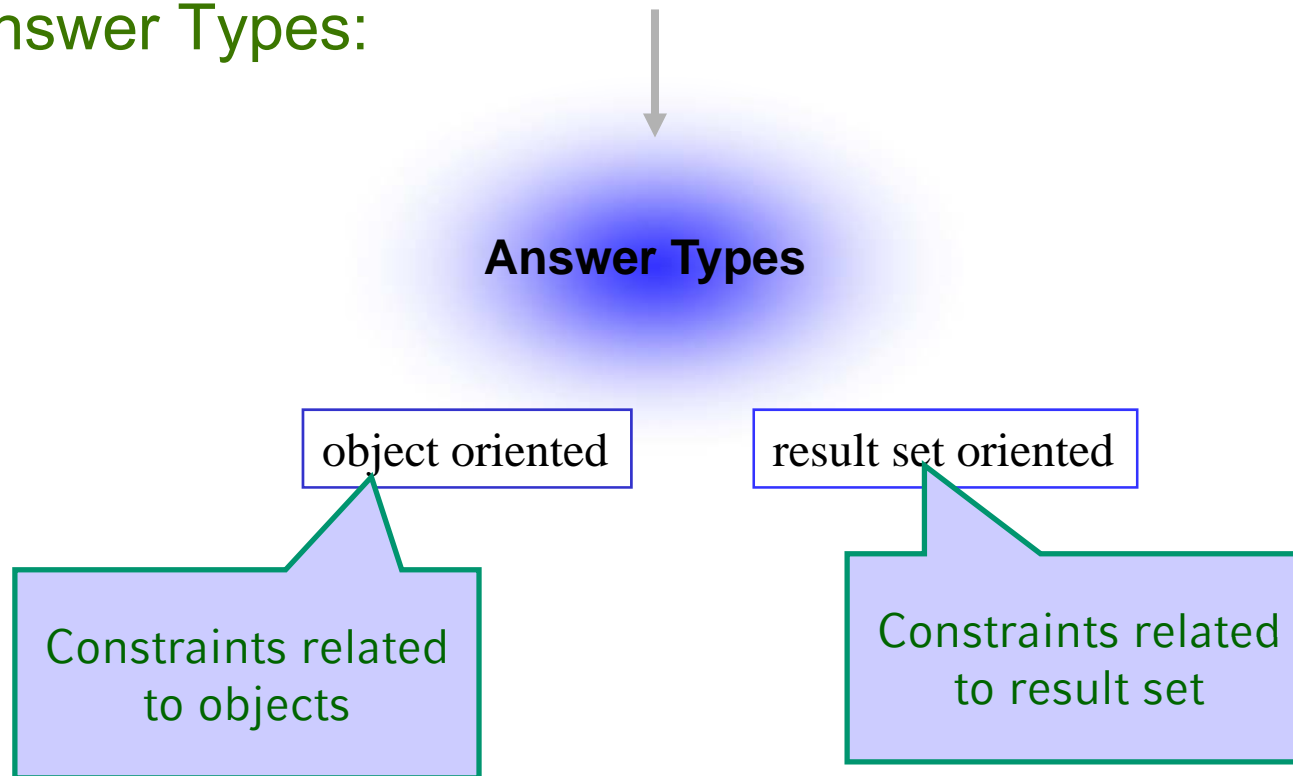 nswer Types:
Answer Types
object oriented
result set oriented
Constraints related
to objects
Constraints related
to result set